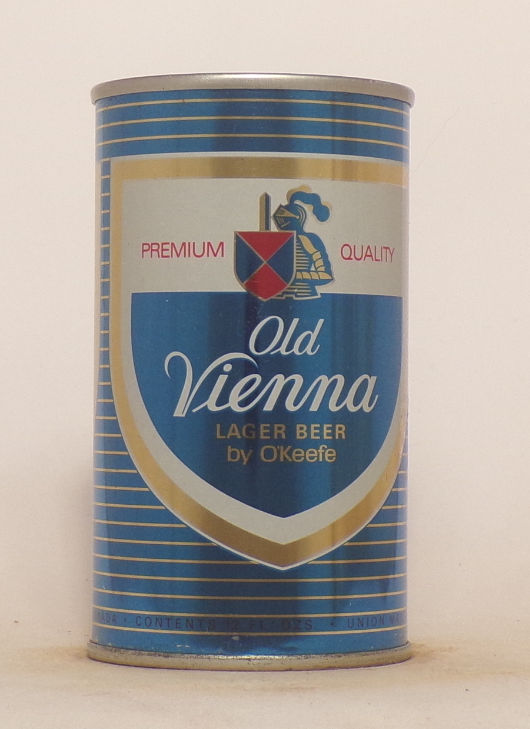 PREMIUM QUALITY
Old
Vienna
LAGER BEER
by O'Keefe
CONTENTS 12 FL. OZS. • UNION